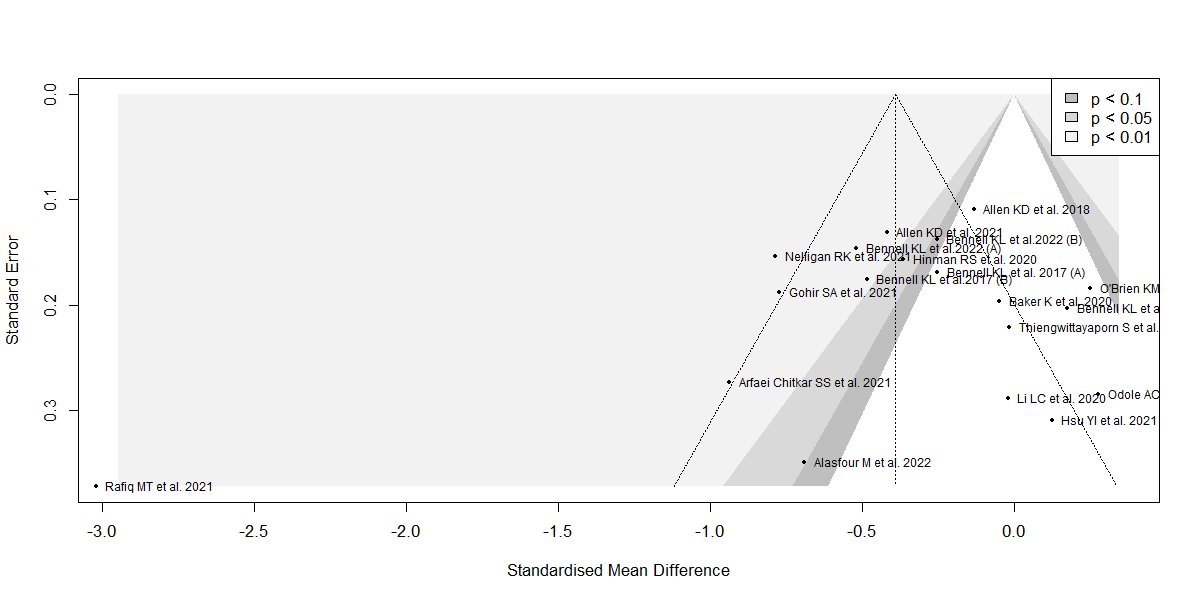 p < 0.1
p < 0.05
p < 0.01
0.0
0.1
0.2
0.3
Standard Error
Allen KD et al. 2018
Allen KD et al. 2021
Bennell KL et al.2022 (B)
Bennell KL et al.2022 (A)
Nelligan RK et al. 2021
Hinman RS et al. 2020
Bennell KL et al. 2017 (A)
Bennell KL et al.2017 (B)
O'Brien KM
Gohir SA et al. 2021
Baker K et al. 2020
Bennell KL et a
Thiengwittayaporn S et al.
Arfaei Chitkar SS et al. 2021
Odole AC
Li LC et al. 2020
Hsu YI et al. 2021
Alasfour M et al. 2022
Rafiq MT et al. 2021
-3.0
-2.5
-2.0
-1.5
-1.0
-0.5
0.0
Standardised Mean Difference